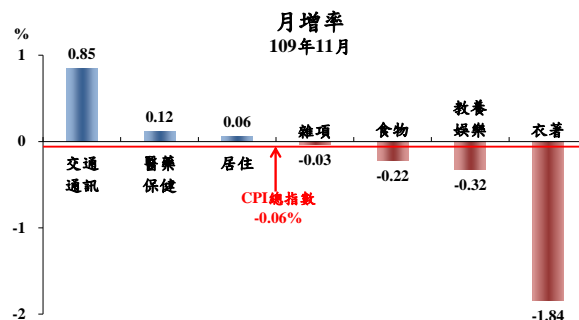 月增率
109年11月
%
1
0
-1
-2
0.85
0.12
0.06
-0.03
-0.22
-0.32
-1.84
交通
通訊
醫藥
保健
居住
雜項
食物
教養
娛樂
衣著
CPI總指數
-0.06%